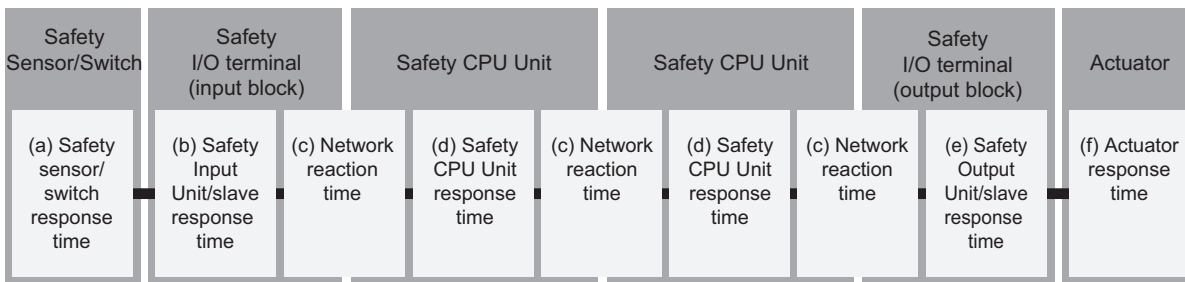 Safety
Sensor/Switch
Safety
I/O terminal
(input block)
Safety CPU Unit
Safety CPU Unit
Safety
I/O terminal
(output block)
Actuator
(a) Safety
sensor/
switch
response
time
(b) Safety
Input
Unit/slave
response
time
(c) Network
reaction
time
(d) Safety
CPU Unit
response
time
(c) Network
reaction
time
(d) Safety
CPU Unit
response
time
(c) Network
reaction
time
(e) Safety
Output
Unit/slave
response
time
(f) Actuator
response
time